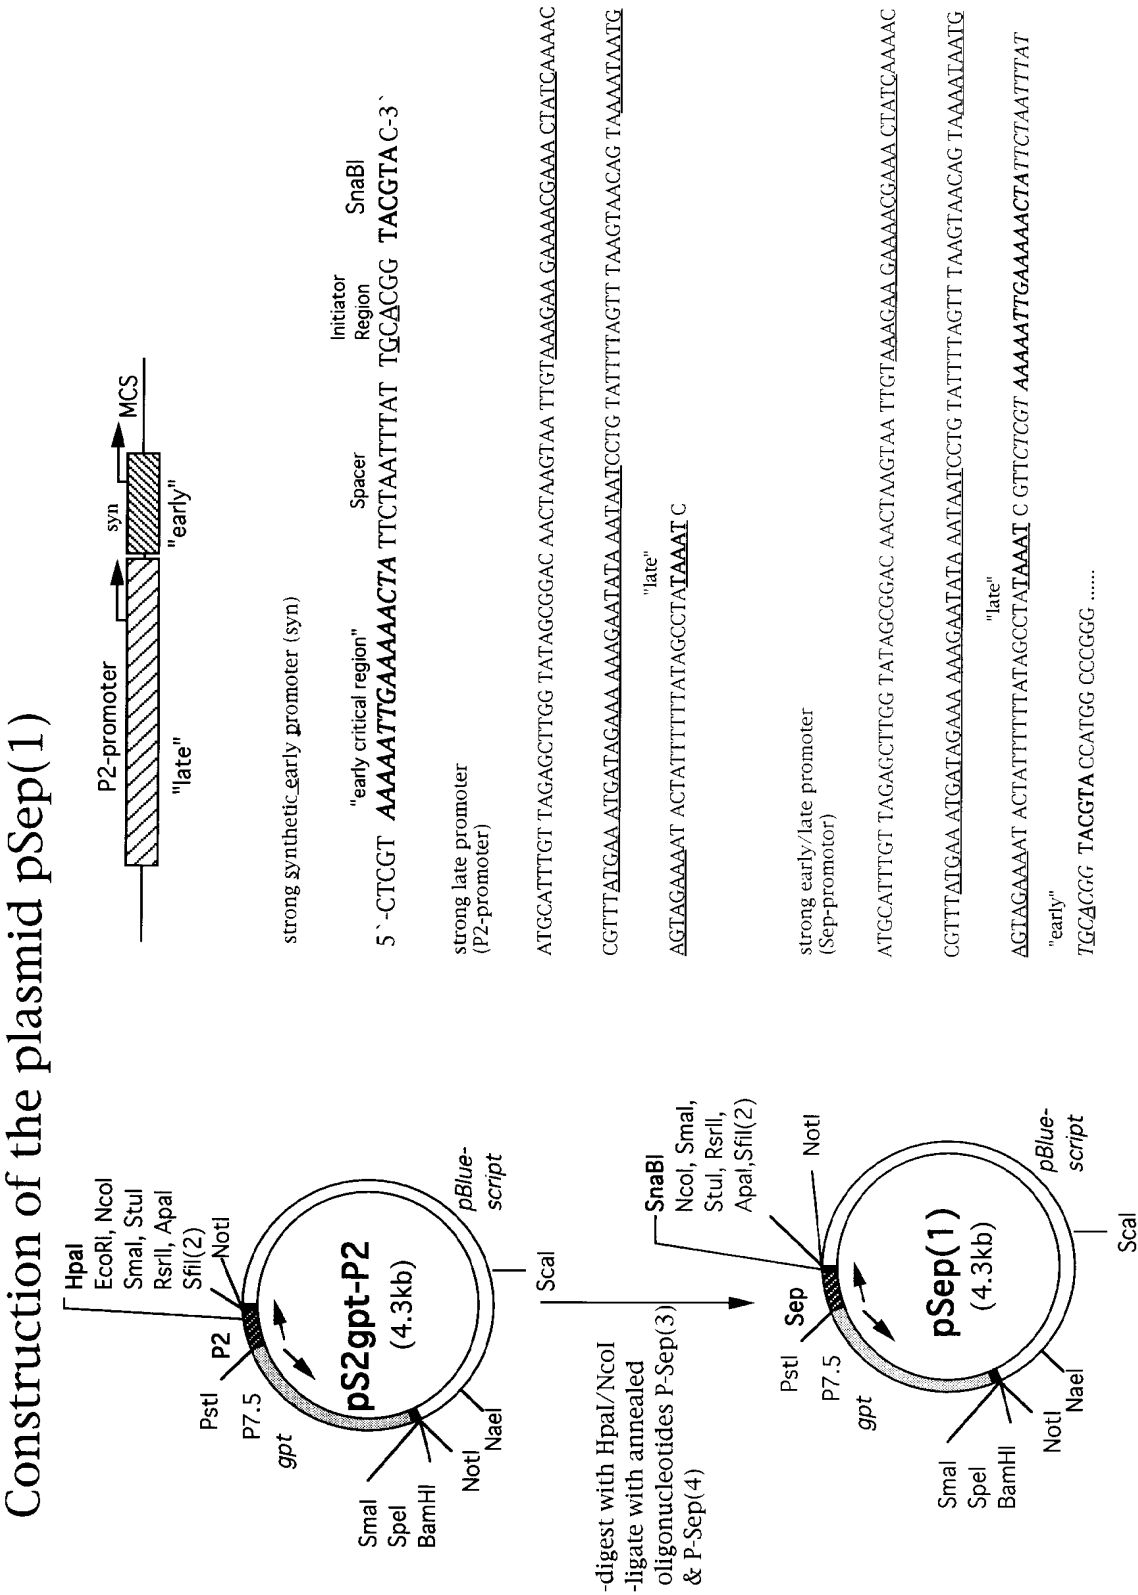 Construction of the plasmid pSep(1)
HpaI
EcoRI, NcoI
SmaI, StuI
RsrII, ApaI
SfiI(2)
NotI
P2
PstI
P7.5
gpt
pS2gpt-P2
(4.3kb)
pBlue-
script
ScaI
NaeI
NotI
SmaI
SpeI
BamHI
-digest with HpaI/NcoI
-ligate with annealed
oligonucleotides P-Sep(3)
& P-Sep(4)
SnaBI
NcoI, SmaI,
StuI, RsrII,
ApaI,SfiI(2)
NotI
Sep
PstI
P7.5
gpt
pSep(1)
(4.3kb)
pBlue-
script
ScaI
NaeI
NotI
SmaI
SpeI
BamHI
P2-promoter
syn
MCS
"late"
"early"
strong synthetic early promoter (syn)
"early critical region"
Spacer
Initiator
Region
SnaBI
5`-CTCGT AAAAATTGAAAAACTA TTCTAATTTAT TGCACGG TACGTAC-3`
strong late promoter
(P2-promoter)
ATGCATTTGT TAGAGCTTGG TATAGCGGAC AACTAAGTAA TTGTAAAGAA GAAAACGAAA CTATCAAAAC
CGTTTATGAA ATGATAGAAA AAAGAATATA AATAATCCTG TATTTTAGTT TAAGTAACAG TAAAATAATG
"late"
AGTAGAAAAT ACTATTTTTTATAGCCTATAAAT C
strong early/late promoter
(Sep-promotor)
ATGCATTTGT TAGAGCTTGG TATAGCGGAC AACTAAGTAA TTGTAAAGAA GAAAACGAAA CTATCAAAAC
CGTTTATGAA ATGATAGAAA AAAGAATATA AATAATCCTG TATTTTAGTT TAAGTAACAG TAAAATAATG
"late"
AGTAGAAAAT ACTATTTTTTATAGCCTATAAAT C GTTCTCGT AAAAATTGAAAAACTATTCTAATTTAT
"early"
TGCACGG TACGTA CCATGG CCCGGG ......